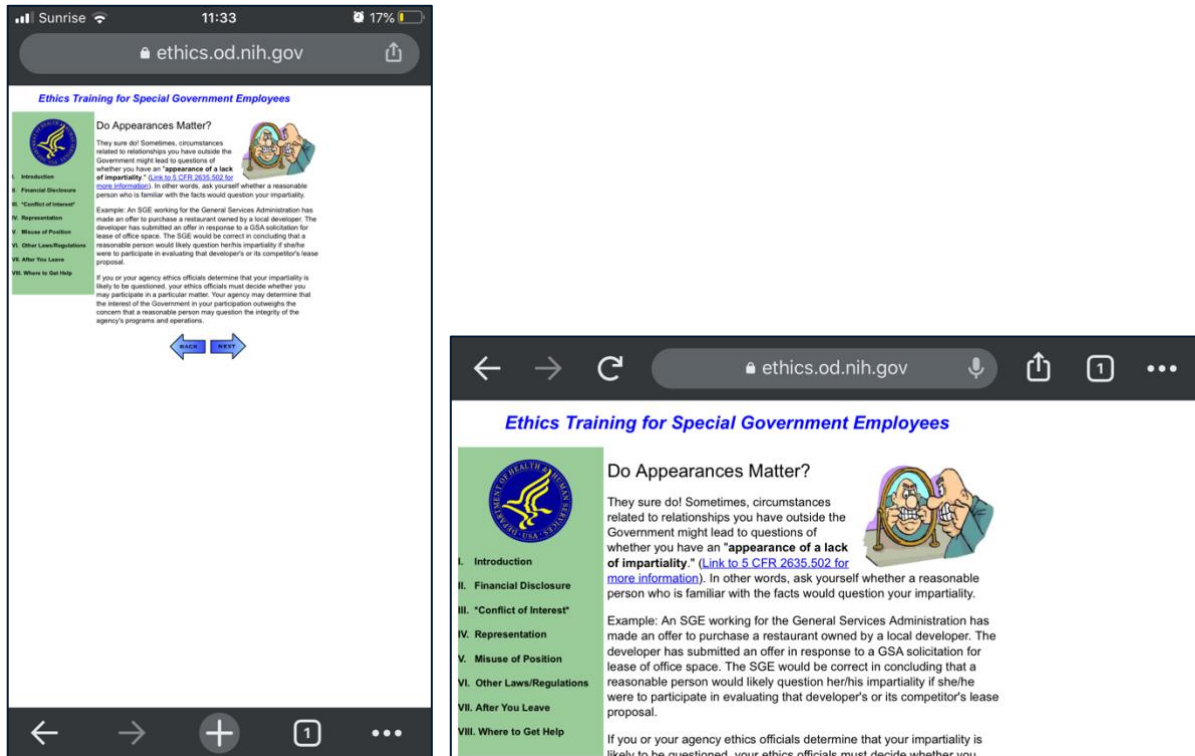 Sunrise 11:33 17%
ethics.od.nih.gov
Ethics Training for Special Government Employees
I. Introduction
II. Financial Disclosure
III. *Conflict of Interest*
IV. Representation
V. Misuse of Position
VI. Other Laws/Regulations
VII. After You Leave
VIII. Where to Get Help
Do Appearances Matter?
They sure do! Sometimes, circumstances
related to relationships you have outside the
Government might lead to questions of
whether you have an "appearance of a lack
of impartiality." (Link to 5 CFR 2635.502 for
more information). In other words, ask yourself whether a reasonable
person who is familiar with the facts would question your impartiality.
Example: An SGE working for the General Services Administration has
made an offer to purchase a restaurant owned by a local developer. The
developer has submitted an offer in response to a GSA solicitation for
lease of office space. The SGE would be correct in concluding that a
reasonable person would likely question her/his impartiality if she/he
were to participate in evaluating that developer's or its competitor's lease
proposal.
If you or your agency ethics officials determine that your impartiality is
likely to be questioned, your ethics officials must decide whether you
may participate in a particular matter. Your agency may determine that
the interest of the Government in your participation outweighs the
concern that a reasonable person may question the integrity of the
agency's programs and operations.
BACK NEXT
1
ethics.od.nih.gov 1
Ethics Training for Special Government Employees
DEPARTMENT OF HEALTH & HUMAN SERVICES · USA
I. Introduction
II. Financial Disclosure
III. *Conflict of Interest*
IV. Representation
V. Misuse of Position
VI. Other Laws/Regulations
VII. After You Leave
VIII. Where to Get Help
Do Appearances Matter?
They sure do! Sometimes, circumstances
related to relationships you have outside the
Government might lead to questions of
whether you have an "appearance of a lack
of impartiality." (Link to 5 CFR 2635.502 for
more information). In other words, ask yourself whether a reasonable
person who is familiar with the facts would question your impartiality.
Example: An SGE working for the General Services Administration has
made an offer to purchase a restaurant owned by a local developer. The
developer has submitted an offer in response to a GSA solicitation for
lease of office space. The SGE would be correct in concluding that a
reasonable person would likely question her/his impartiality if she/he
were to participate in evaluating that developer's or its competitor's lease
proposal.
If you or your agency ethics officials determine that your impartiality is
likely to be questioned, your ethics officials must decide whether you